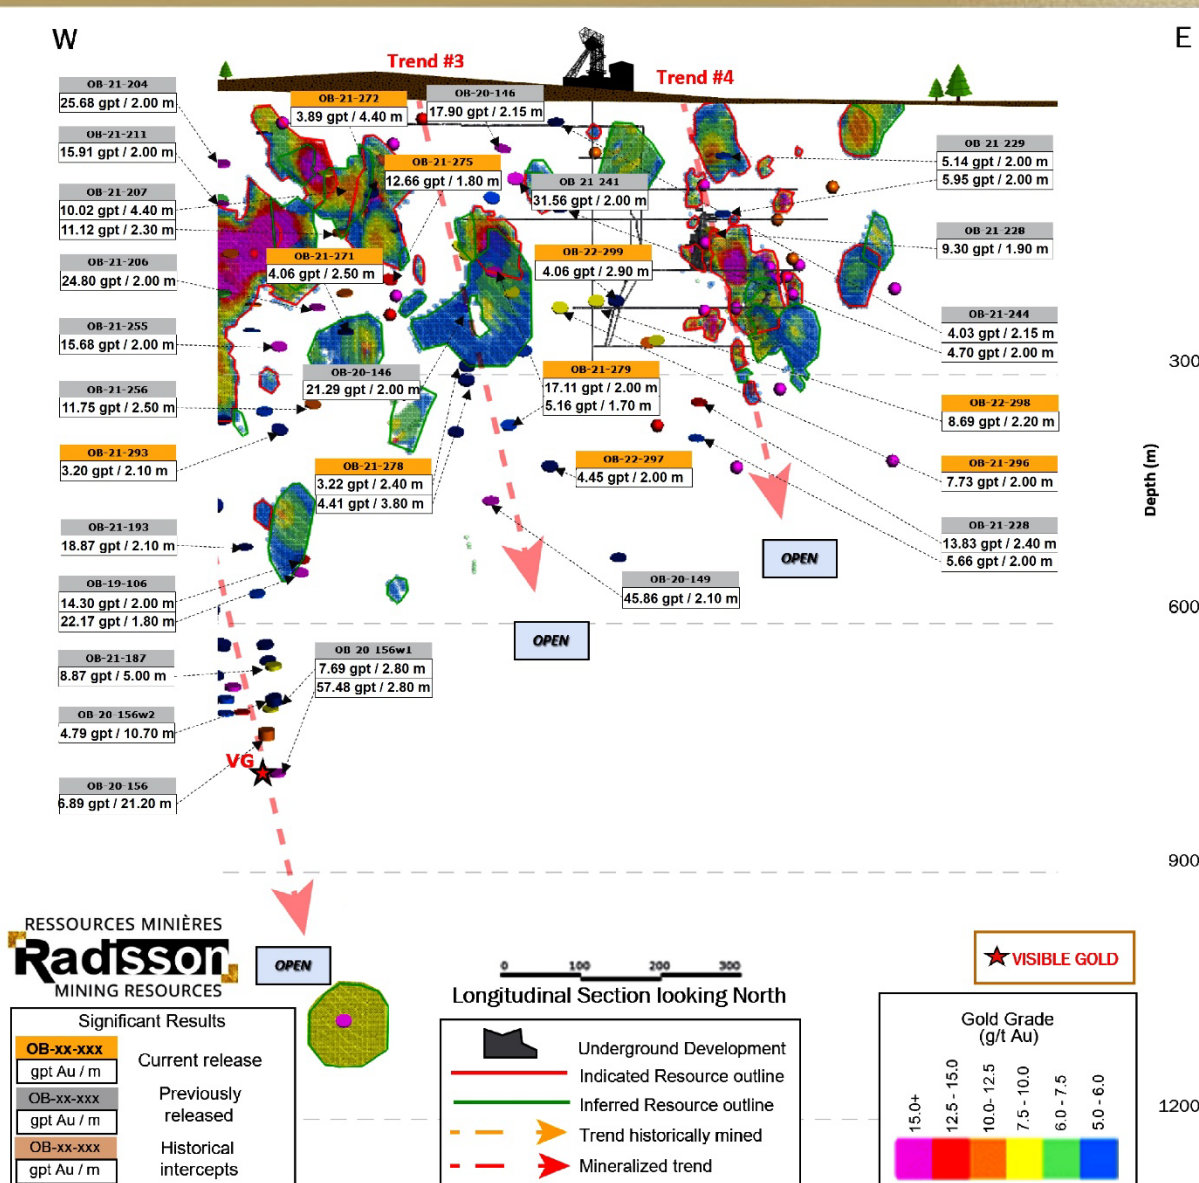 W
E
Trend #3
Trend #4
OB-21-204
25.68 gpt / 2.00 m
OB-21-211
15.91 gpt / 2.00 m
OB-21-207
10.02 gpt / 4.40 m
11.12 gpt / 2.30 m
OB-21-206
24.80 gpt / 2.00 m
OB-21-255
15.68 gpt / 2.00 m
OB-21-256
11.75 gpt / 2.50 m
OB-21-293
3.20 gpt / 2.10 m
OB-21-193
18.87 gpt / 2.10 m
OB-19-106
14.30 gpt / 2.00 m
22.17 gpt / 1.80 m
OB-21-187
8.87 gpt / 5.00 m
OB 20 156w2
4.79 gpt / 10.70 m
OB-20-156
6.89 gpt / 21.20 m
OB-21-272
3.89 gpt / 4.40 m
OB-20-146
17.90 gpt / 2.15 m
OB-21-275
12.66 gpt / 1.80 m
OB 21 241
31.56 gpt / 2.00 m
OB-21-271
4.06 gpt / 2.50 m
OB-22-299
4.06 gpt / 2.90 m
OB-20-146
21.29 gpt / 2.00 m
OB-21-279
17.11 gpt / 2.00 m
5.16 gpt / 1.70 m
OB-21-278
3.22 gpt / 2.40 m
4.41 gpt / 3.80 m
OB-22-297
4.45 gpt / 2.00 m
OB-20-149
45.86 gpt / 2.10 m
OB 20 156w1
7.69 gpt / 2.80 m
57.48 gpt / 2.80 m
OB 21 229
5.14 gpt / 2.00 m
5.95 gpt / 2.00 m
OB-21-228
9.30 gpt / 1.90 m
OB-21-244
4.03 gpt / 2.15 m
4.70 gpt / 2.00 m
OB-22-298
8.69 gpt / 2.20 m
OB-21-296
7.73 gpt / 2.00 m
OB-21-228
13.83 gpt / 2.40 m
5.66 gpt / 2.00 m
300
600
900
1200
Depth (m)
OPEN
OPEN
OPEN
VG
RESSOURCES MINIÈRES
Radisson
MINING RESOURCES
Significant Results
OB-xx-xxx
gpt Au / m
Current release
OB-xx-xxx
gpt Au / m
Previously
released
OB-xx-xxx
gpt Au / m
Historical
intercepts
0 100 200 300
Longitudinal Section looking North
Underground Development
Indicated Resource outline
Inferred Resource outline
Trend historically mined
Mineralized trend
VISIBLE GOLD
Gold Grade
(g/t Au)
15.0+
12.5 - 15.0
10.0- 12.5
7.5 - 10.0
6.0 - 7.5
5.0 - 6.0